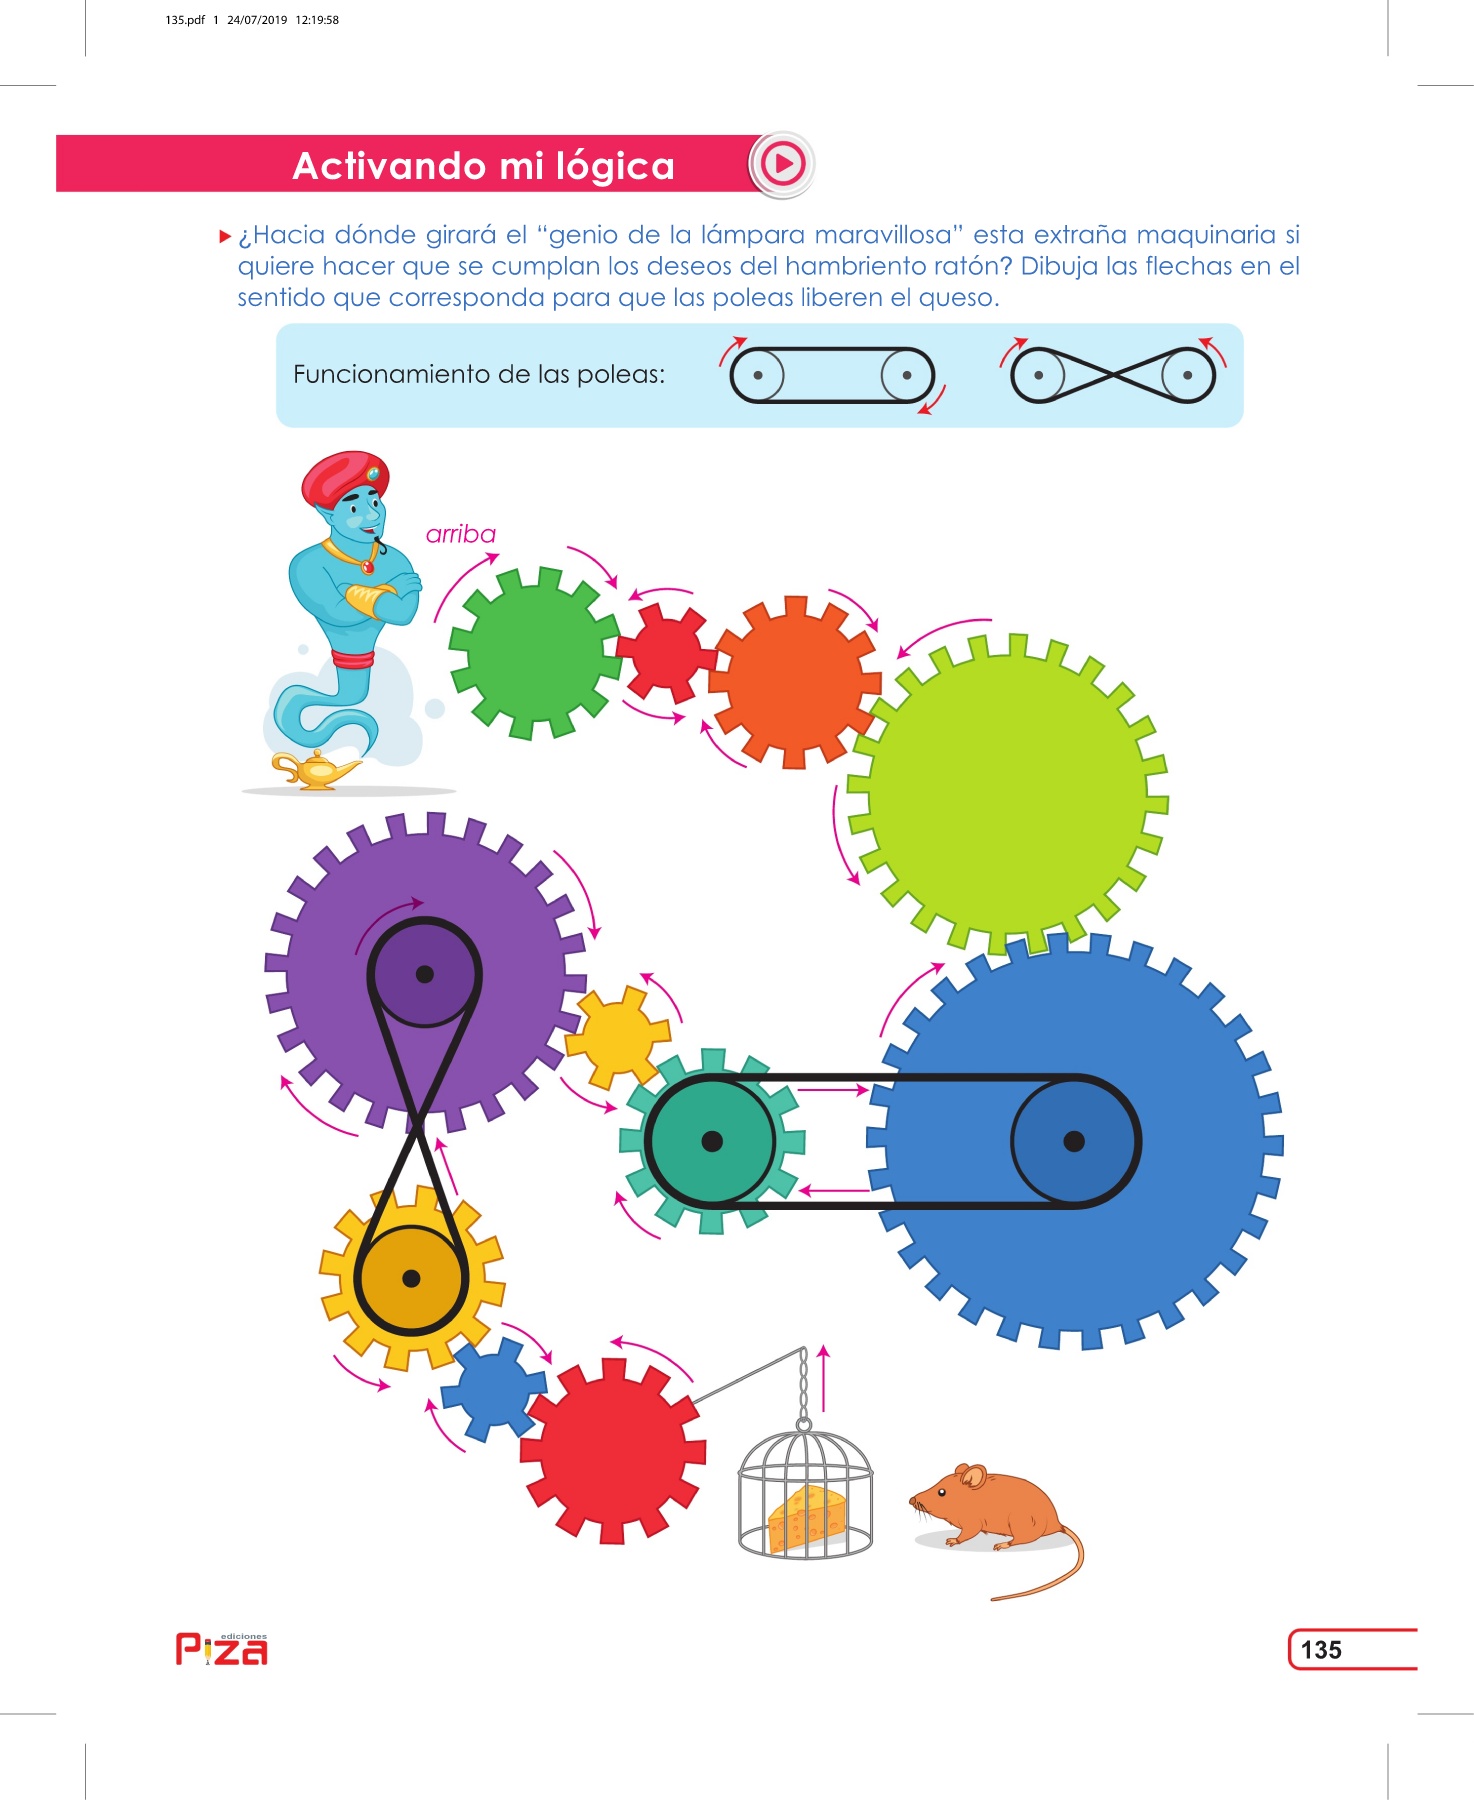 135.pdf 1 24/07/2019 12:19:58
Activando mi lógica
¿Hacia dónde girará el “genio de la lámpara maravillosa” esta extraña maquinaria si
quiere hacer que se cumplan los deseos del hambriento ratón? Dibuja las flechas en el
sentido que corresponda para que las poleas liberen el queso.
Funcionamiento de las poleas:
arriba
ediciones
Piza
135